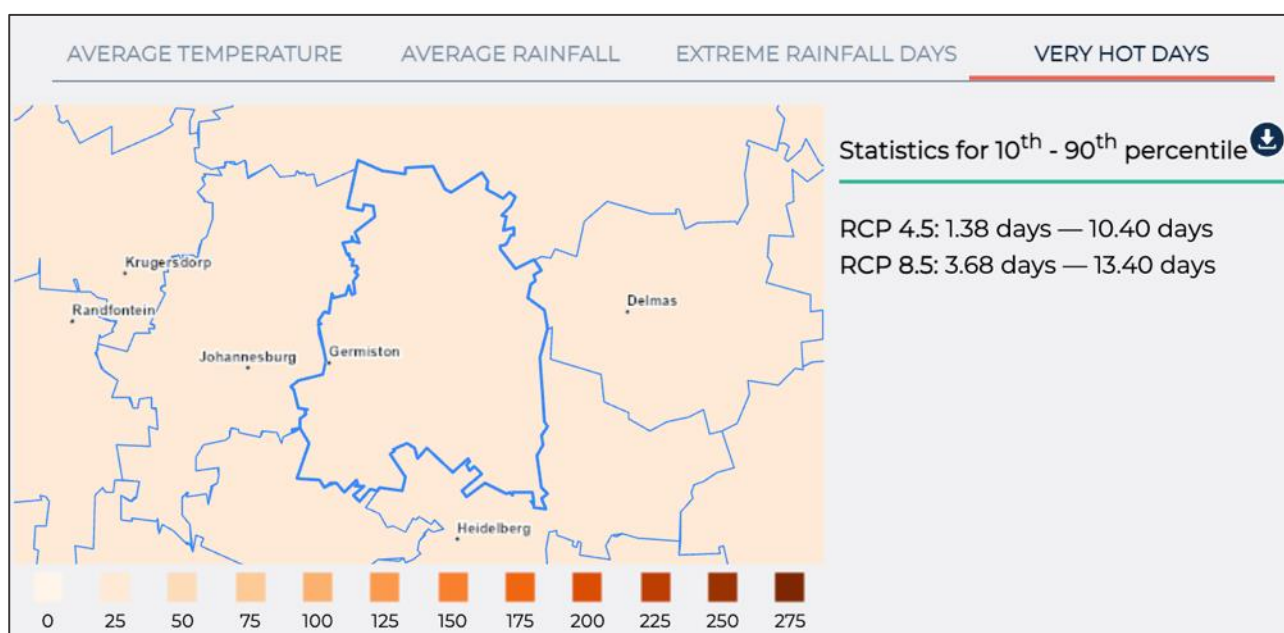 AVERAGE TEMPERATURE AVERAGE RAINFALL EXTREME RAINFALL DAYS VERY HOT DAYS
Statistics for 10th - 90th percentile
RCP 4.5: 1.38 days — 10.40 days
RCP 8.5: 3.68 days — 13.40 days
Krugersdorp
Randfontein
Delmas
Johannesburg
Germiston
Heidelberg
0 25 50 75 100 125 150 175 200 225 250 275